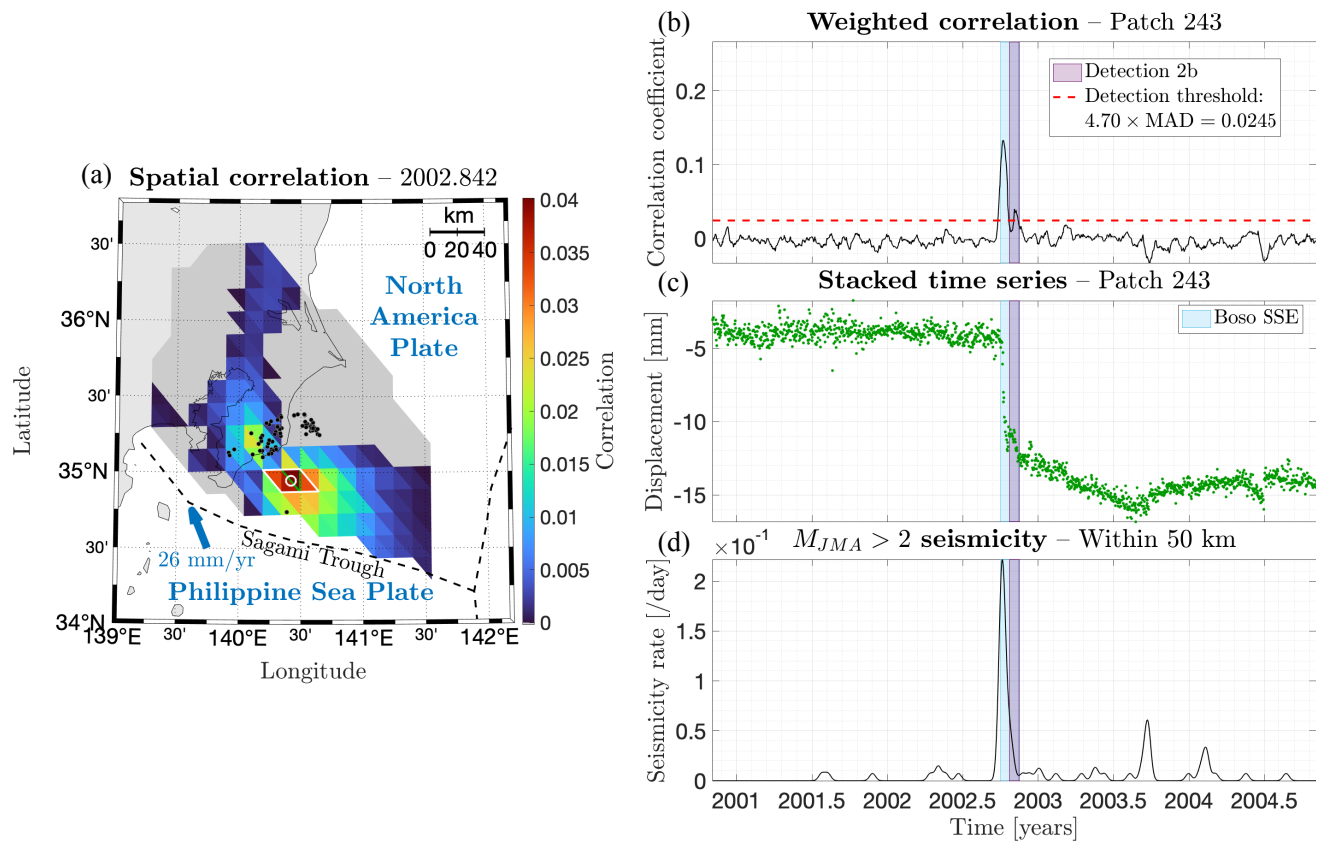 (a) Spatial correlation – 2002.842
km
0 20 40
30'
36°N
30'
35°N
30'
34°N
139°E 30' 140°E 30' 141°E 30' 142°E
Latitude
Longitude
North
America
Plate
26 mm/yr
Sagami Trough
Philippine Sea Plate
0.04
0.035
0.03
0.025
0.02
0.015
0.01
0.005
0
Correlation
(b) Weighted correlation – Patch 243
Correlation coefficient
0.2
0.1
0
Detection 2b
Detection threshold:
4.70 × MAD = 0.0245
(c) Stacked time series – Patch 243
Displacement [mm]
-5
-10
-15
Boso SSE
(d) ×10⁻¹ M_JMA > 2 seismicity – Within 50 km
Seismicity rate [/day]
2
1.5
1
0.5
0
2001 2001.5 2002 2002.5 2003 2003.5 2004 2004.5
Time [years]